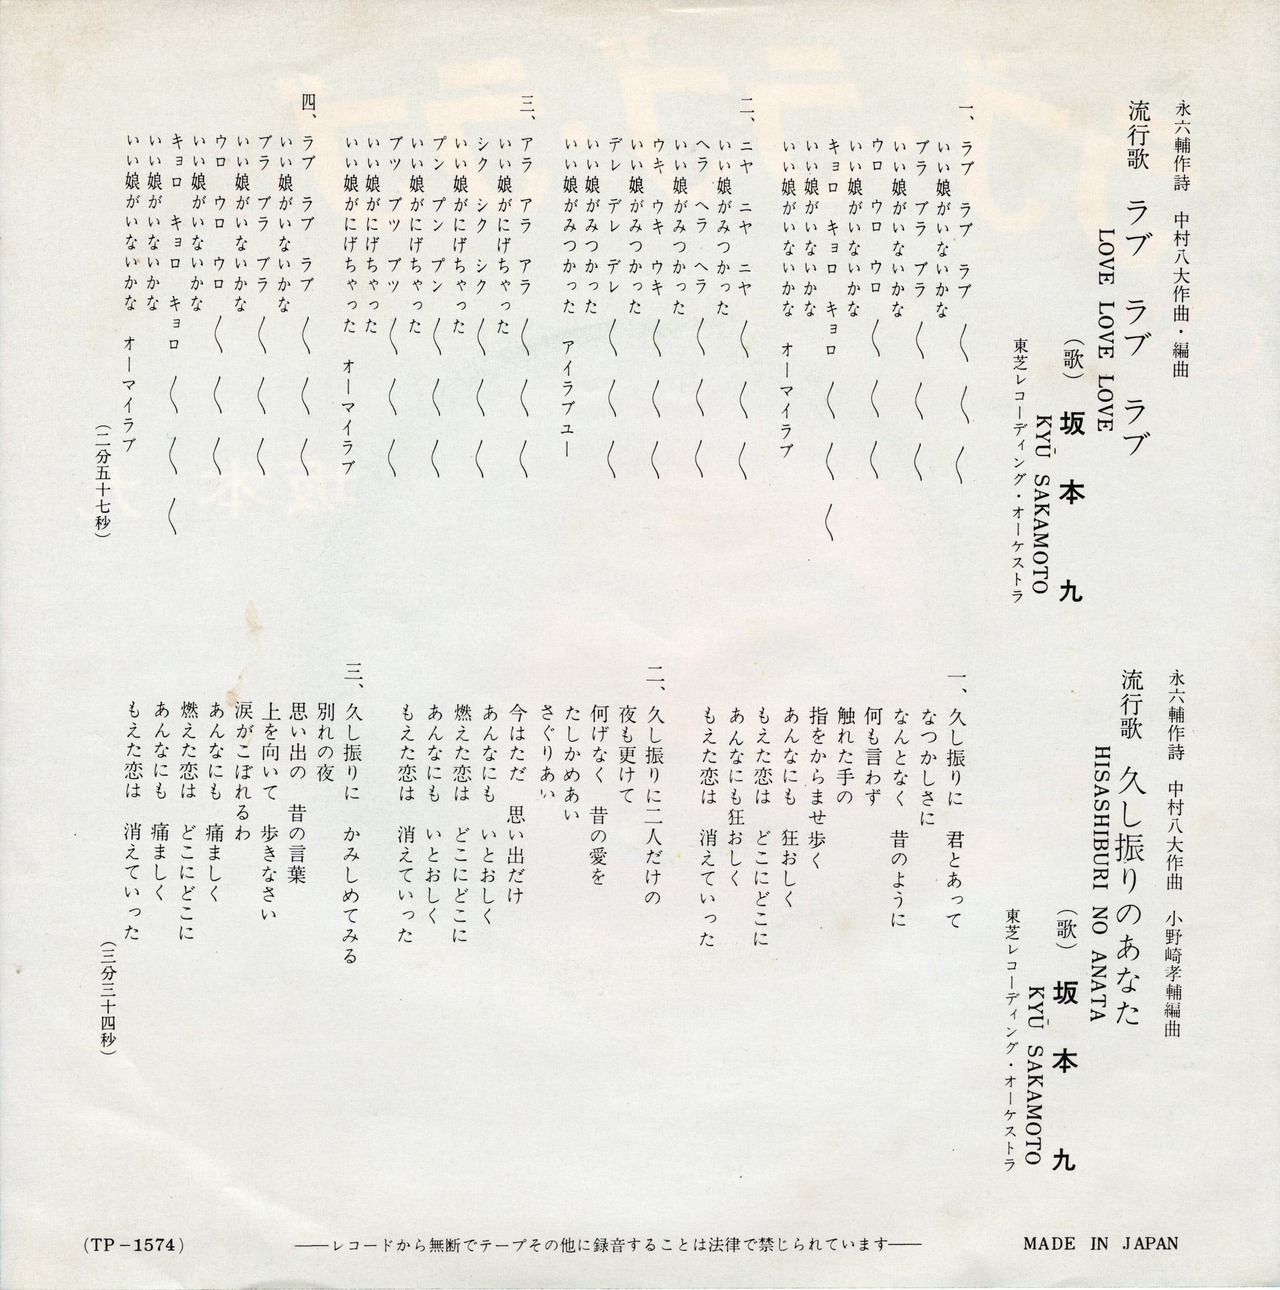 永六輔作詩　中村八大作曲・編曲
流行歌　ラブ　ラブ　ラブ
LOVE LOVE LOVE
（歌）坂本九
KYŪ SAKAMOTO
東芝レコーディング・オーケストラ
一、ラブ　ラブ　ラブ　〱　〱　〱
いい娘がいないかな
ブラ　ブラ　ブラ　〱　〱　〱
いい娘がいないかな
ウロ　ウロ　ウロ　〱　〱　〱
いい娘がいないかな
キョロ　キョロ　キョロ　〱　〱　〱
いい娘がいないかな
いい娘がいないかな　オーマイラブ
二、ニヤ　ニヤ　ニヤ　〱　〱　〱
いい娘がみつかった
ヘラ　ヘラ　ヘラ　〱　〱　〱
いい娘がみつかった
ウキ　ウキ　ウキ　〱　〱　〱
いい娘がみつかった
デレ　デレ　デレ　〱　〱　〱
いい娘がみつかった
いい娘がみつかった　アイラブユー
三、アラ　アラ　アラ　〱　〱　〱
いい娘がにげちゃった
シク　シク　シク　〱　〱　〱
いい娘がにげちゃった
プン　プン　プン　〱　〱　〱
いい娘がにげちゃった
ブツ　ブツ　ブツ　〱　〱　〱
いい娘がにげちゃった
いい娘がにげちゃった　オーマイラブ
四、ラブ　ラブ　ラブ　〱　〱　〱
いい娘がいないかな
ブラ　ブラ　ブラ　〱　〱　〱
いい娘がいないかな
ウロ　ウロ　ウロ　〱　〱　〱
いい娘がいないかな
キョロ　キョロ　キョロ　〱　〱　〱
いい娘がいないかな
いい娘がいないかな　オーマイラブ
（二分五十七秒）
永六輔作詩　中村八大作曲　小野崎孝輔編曲
流行歌　久し振りのあなた
HISASHIBURI NO ANATA
（歌）坂本九
KYŪ SAKAMOTO
東芝レコーディング・オーケストラ
一、久し振りに　君とあって
なつかしさに
なんとなく　昔のように
何も言わず
触れた手の
指をからませ歩く
あんなにも　狂おしく
もえた恋は　どこにどこに
あんなにも狂おしく
もえた恋は　消えていった
二、久し振りに二人だけの
夜も更けて
何げなく　昔の愛を
たしかめあい
さぐりあい
今はただ　思い出だけ
あんなにも　いとおしく
燃えた恋は　どこにどこに
あんなにも　いとおしく
もえた恋は　消えていった
三、久し振りに　かみしめてみる
別れの夜
思い出の　昔の言葉
上を向いて　歩きなさい
涙がこぼれるわ
あんなにも　痛ましく
燃えた恋は　どこにどこに
あんなにも　痛ましく
もえた恋は　消えていった
（三分三十四秒）
(TP-1574)
――レコードから無断でテープその他に録音することは法律で禁じられています――
MADE IN JAPAN